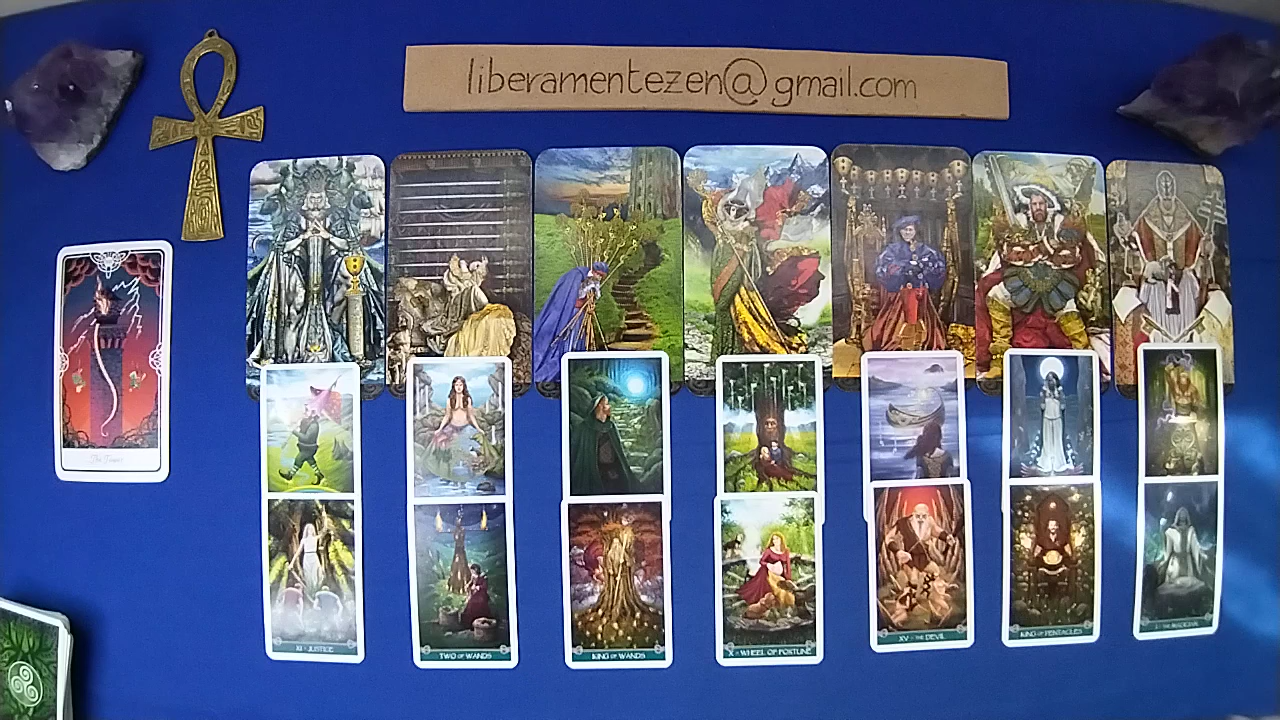 liberamentezen@gmail.com
The Tower
XI - JUSTICE
TWO OF WANDS
KING OF WANDS
X - WHEEL OF FORTUNE
XV - THE DEVIL
KING OF PENTACLES
I - THE MAGICIAN